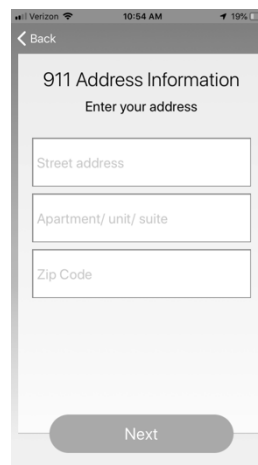 Verizon 10:54 AM 19%
Back
911 Address Information
Enter your address
Street address
Apartment/ unit/ suite
Zip Code
Next